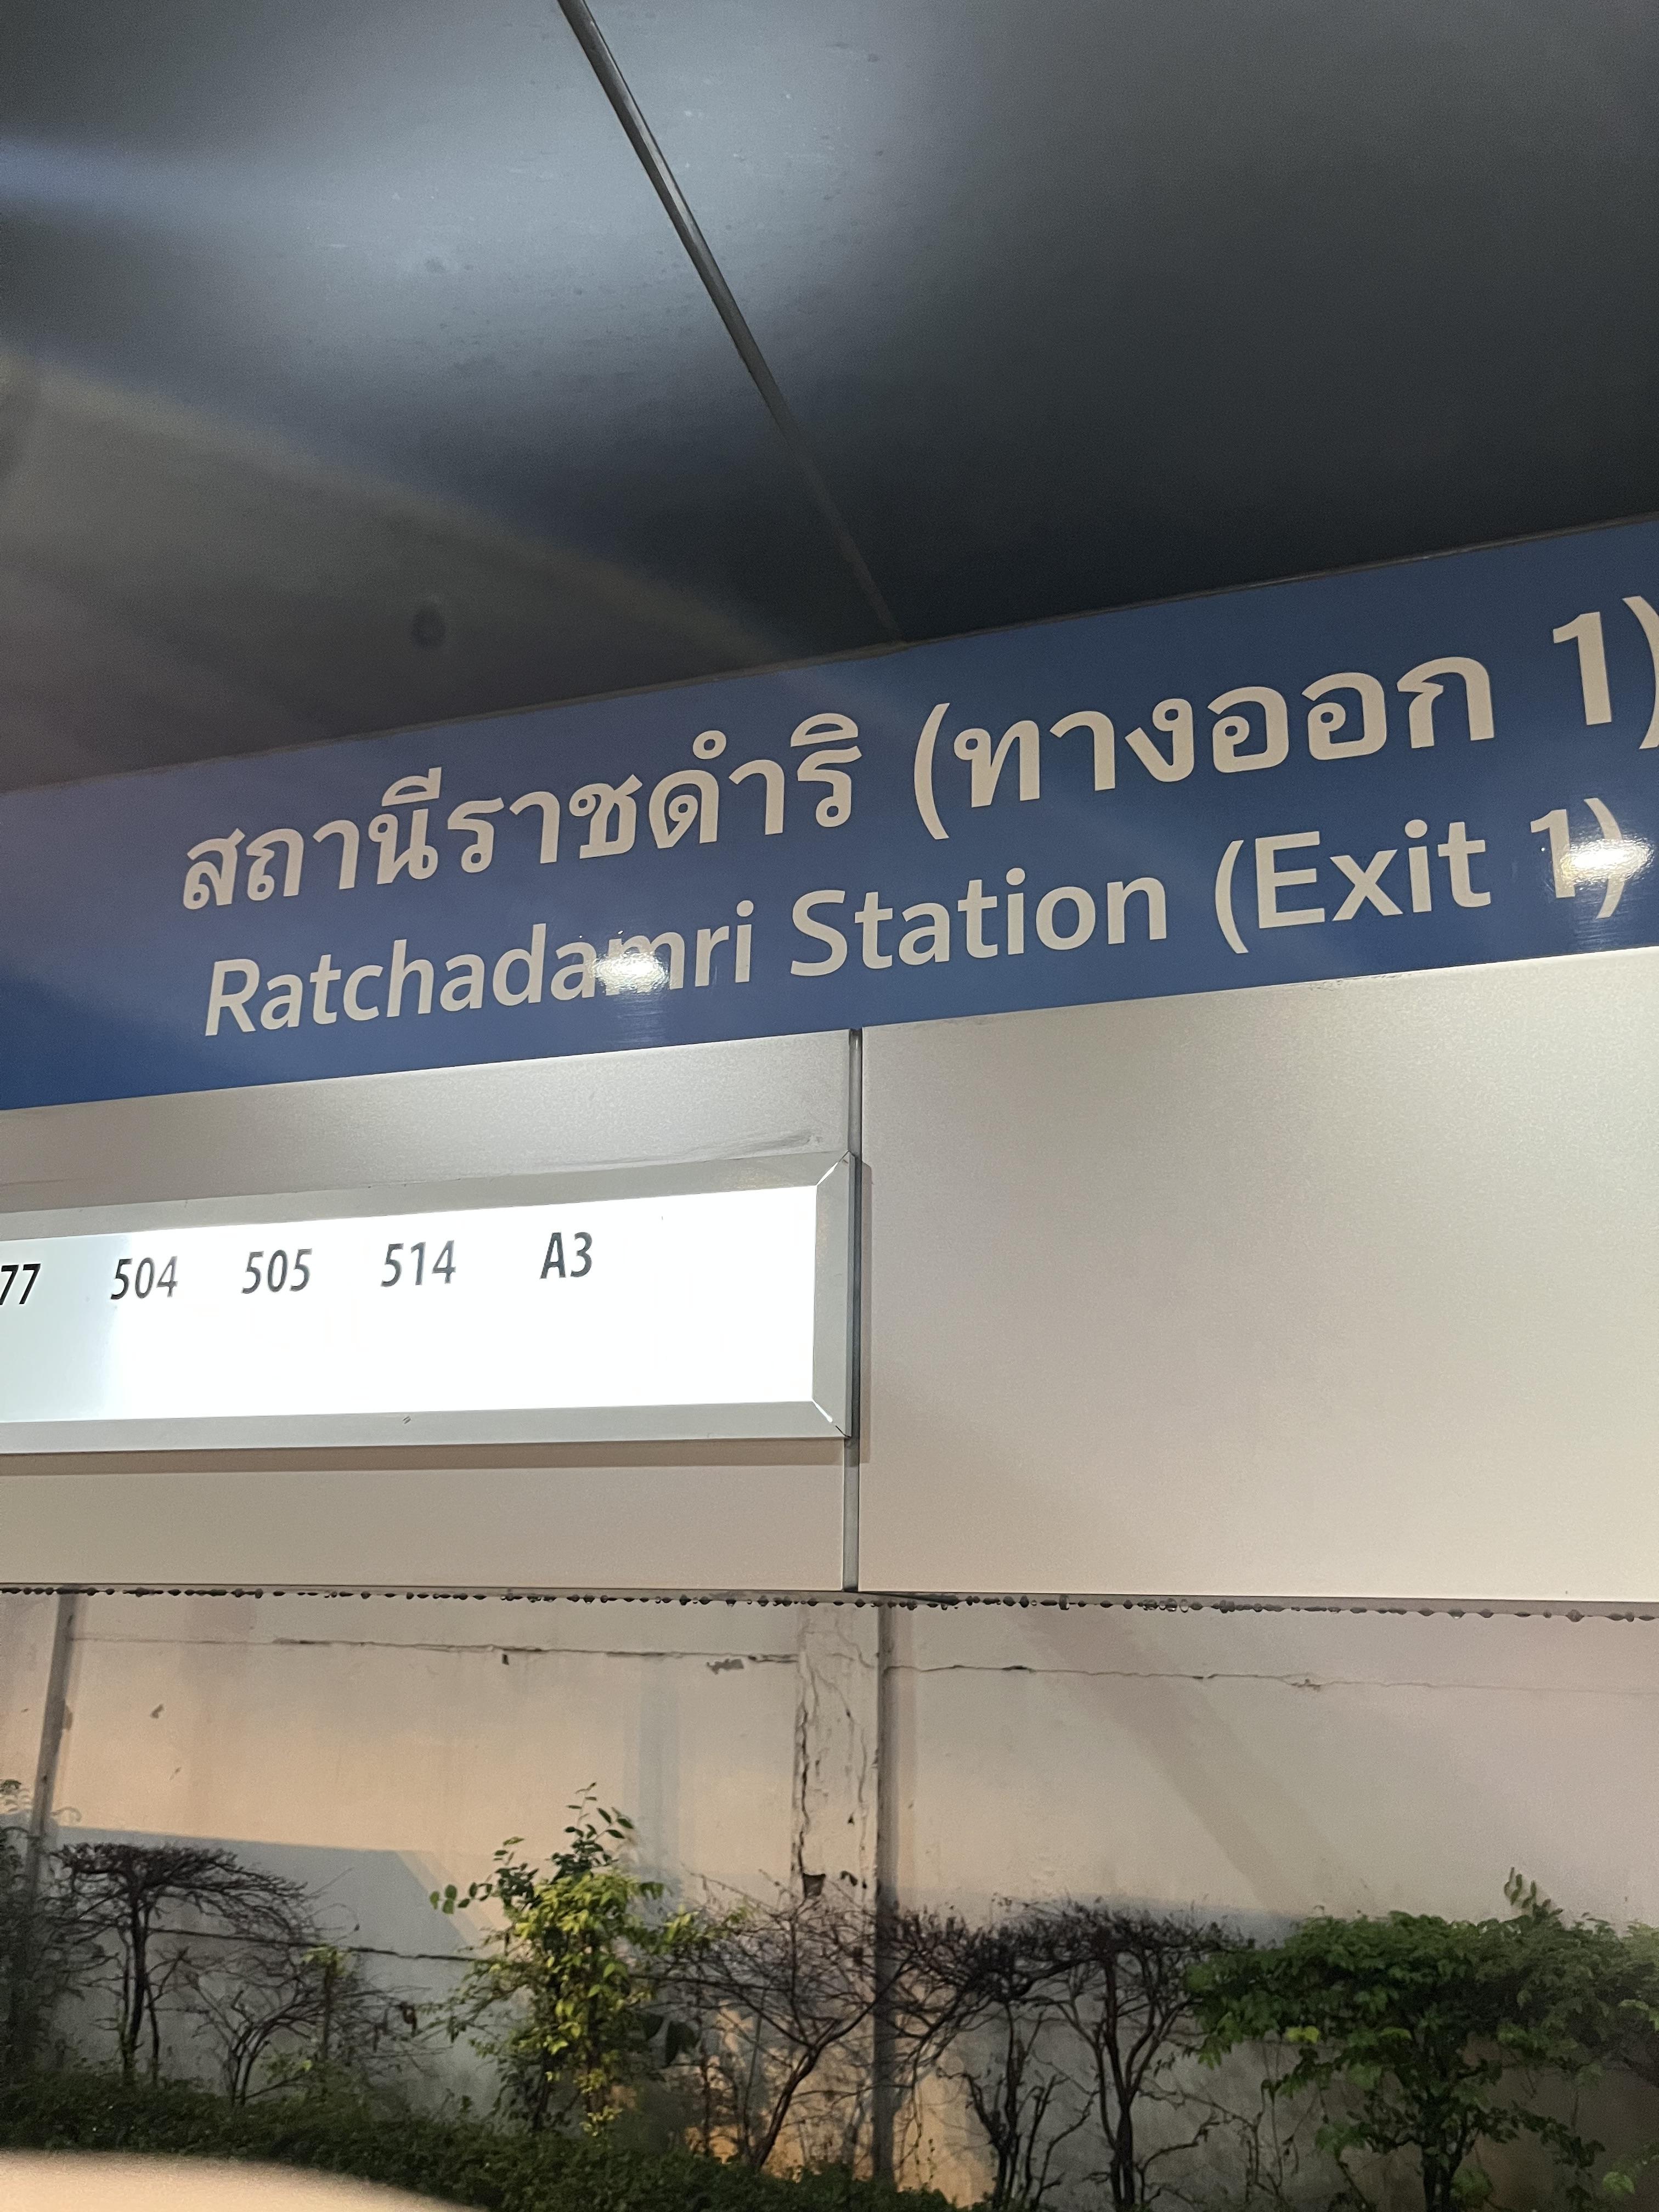 สถานีราชดำริ (ทางออก 1)
Ratchadamri Station (Exit 1)
77 504 505 514 A3